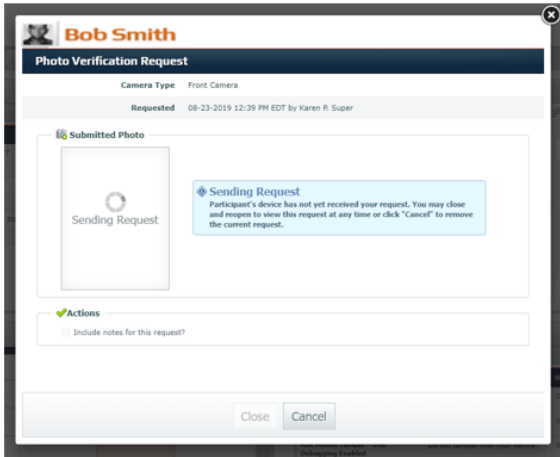 Bob Smith
Photo Verification Request
Camera Type Front Camera
Requested 08-23-2019 12:39 PM EDT by Karen P. Super
Submitted Photo
Sending Request
Sending Request
Participant's device has not yet received your request. You may close
and reopen to view this request at any time or click "Cancel" to remove
the current request.
Actions
Include notes for this request?
Close Cancel
Debugging Enabled